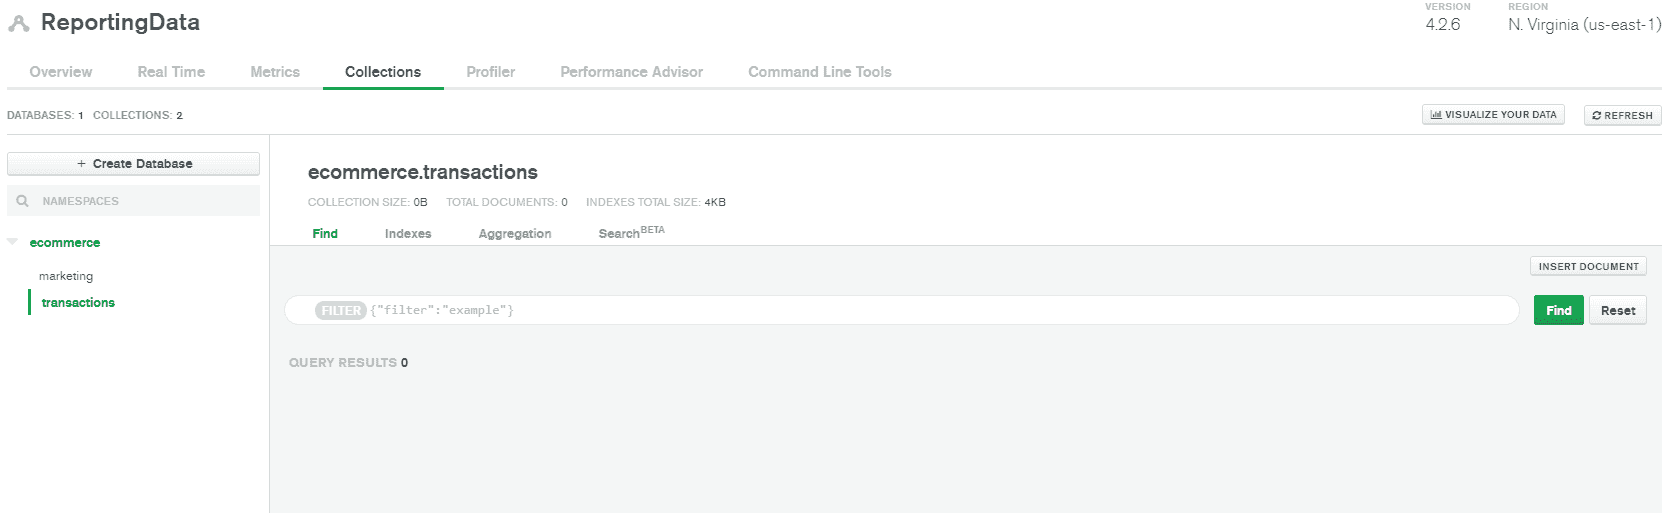 ReportingData
VERSION
4.2.6
REGION
N. Virginia (us-east-1)
Overview Real Time Metrics Collections Profiler Performance Advisor Command Line Tools
DATABASES: 1 COLLECTIONS: 2
VISUALIZE YOUR DATA
REFRESH
+ Create Database
NAMESPACES
ecommerce
marketing
transactions
ecommerce.transactions
COLLECTION SIZE: 0B TOTAL DOCUMENTS: 0 INDEXES TOTAL SIZE: 4KB
Find Indexes Aggregation Search BETA
INSERT DOCUMENT
FILTER {"filter":"example"}
Find Reset
QUERY RESULTS 0